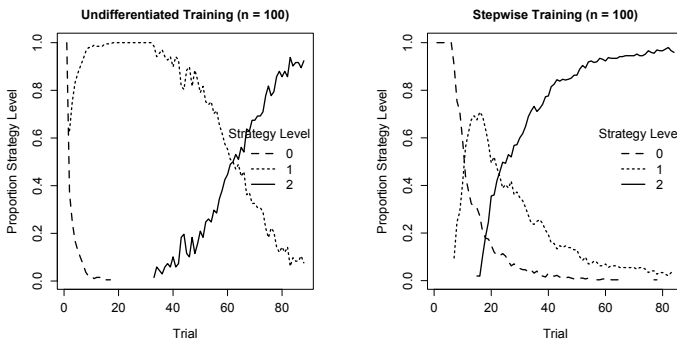 Undifferentiated Training (n = 100)
Proportion Strategy Level
1.0
0.8
0.6
0.4
0.2
0.0
Strategy Level
0
1
2
0 20 40 60 80
Trial
Stepwise Training (n = 100)
Proportion Strategy Level
1.0
0.8
0.6
0.4
0.2
0.0
Strategy Level
0
1
2
0 20 40 60 80
Trial